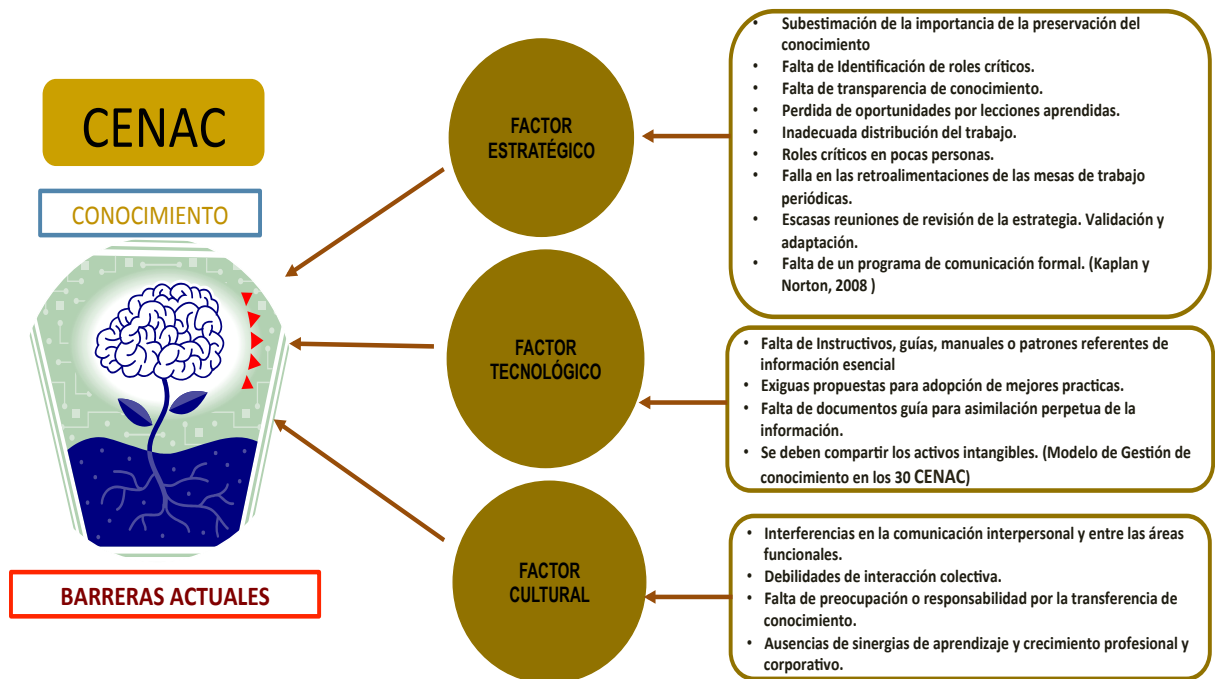 CENAC
CONOCIMIENTO
BARRERAS ACTUALES
FACTOR
ESTRATÉGICO
• Subestimación de la importancia de la preservación del
conocimiento
• Falta de Identificación de roles críticos.
• Falta de transparencia de conocimiento.
• Perdida de oportunidades por lecciones aprendidas.
• Inadecuada distribución del trabajo.
• Roles críticos en pocas personas.
• Falla en las retroalimentaciones de las mesas de trabajo
periódicas.
• Escasas reuniones de revisión de la estrategia. Validación y
adaptación.
• Falta de un programa de comunicación formal. (Kaplan y
Norton, 2008 )
FACTOR
TECNOLÓGICO
• Falta de Instructivos, guías, manuales o patrones referentes de
información esencial
• Exiguas propuestas para adopción de mejores practicas.
• Falta de documentos guía para asimilación perpetua de la
información.
• Se deben compartir los activos intangibles. (Modelo de Gestión de
conocimiento en los 30 CENAC)
FACTOR
CULTURAL
• Interferencias en la comunicación interpersonal y entre las áreas
funcionales.
• Debilidades de interacción colectiva.
• Falta de preocupación o responsabilidad por la transferencia de
conocimiento.
• Ausencias de sinergias de aprendizaje y crecimiento profesional y
corporativo.